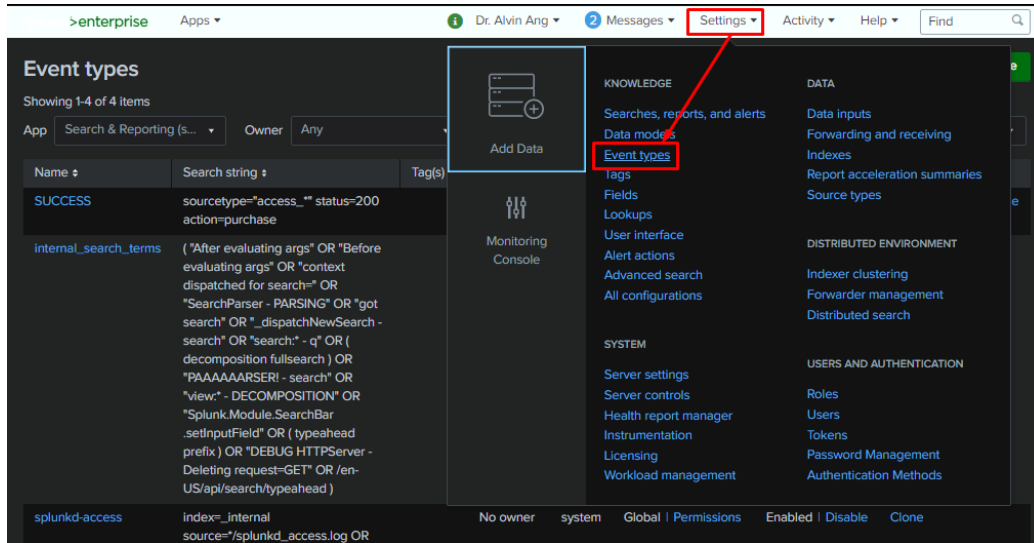 >enterprise Apps ▾ i Dr. Alvin Ang ▾ 2 Messages ▾ Settings ▾ Activity ▾ Help ▾ Find
Event types
Showing 1-4 of 4 items
App Search & Reporting (s... ▾ Owner Any
Name Search string Tag(s)
SUCCESS sourcetype="access_*" status=200
action=purchase
internal_search_terms ( "After evaluating args" OR "Before
evaluating args" OR "context
dispatched for search=" OR
"SearchParser - PARSING" OR "got
search" OR "_dispatchNewSearch -
search" OR "search:* - q" OR (
decomposition fullsearch ) OR
"PAAAAAARSER! - search" OR
"view:* - DECOMPOSITION" OR
"Splunk.Module.SearchBar
.setInputField" OR ( typeahead
prefix ) OR "DEBUG HTTPServer -
Deleting request=GET" OR /en-
US/api/search/typeahead )
splunkd-access index=_internal
source=*/splunkd_access.log OR
No owner system Global | Permissions Enabled | Disable Clone
Add Data
Monitoring
Console
KNOWLEDGE
Searches, reports, and alerts
Data models
Event types
Tags
Fields
Lookups
User interface
Alert actions
Advanced search
All configurations
SYSTEM
Server settings
Server controls
Health report manager
Instrumentation
Licensing
Workload management
DATA
Data inputs
Forwarding and receiving
Indexes
Report acceleration summaries
Source types
DISTRIBUTED ENVIRONMENT
Indexer clustering
Forwarder management
Distributed search
USERS AND AUTHENTICATION
Roles
Users
Tokens
Password Management
Authentication Methods